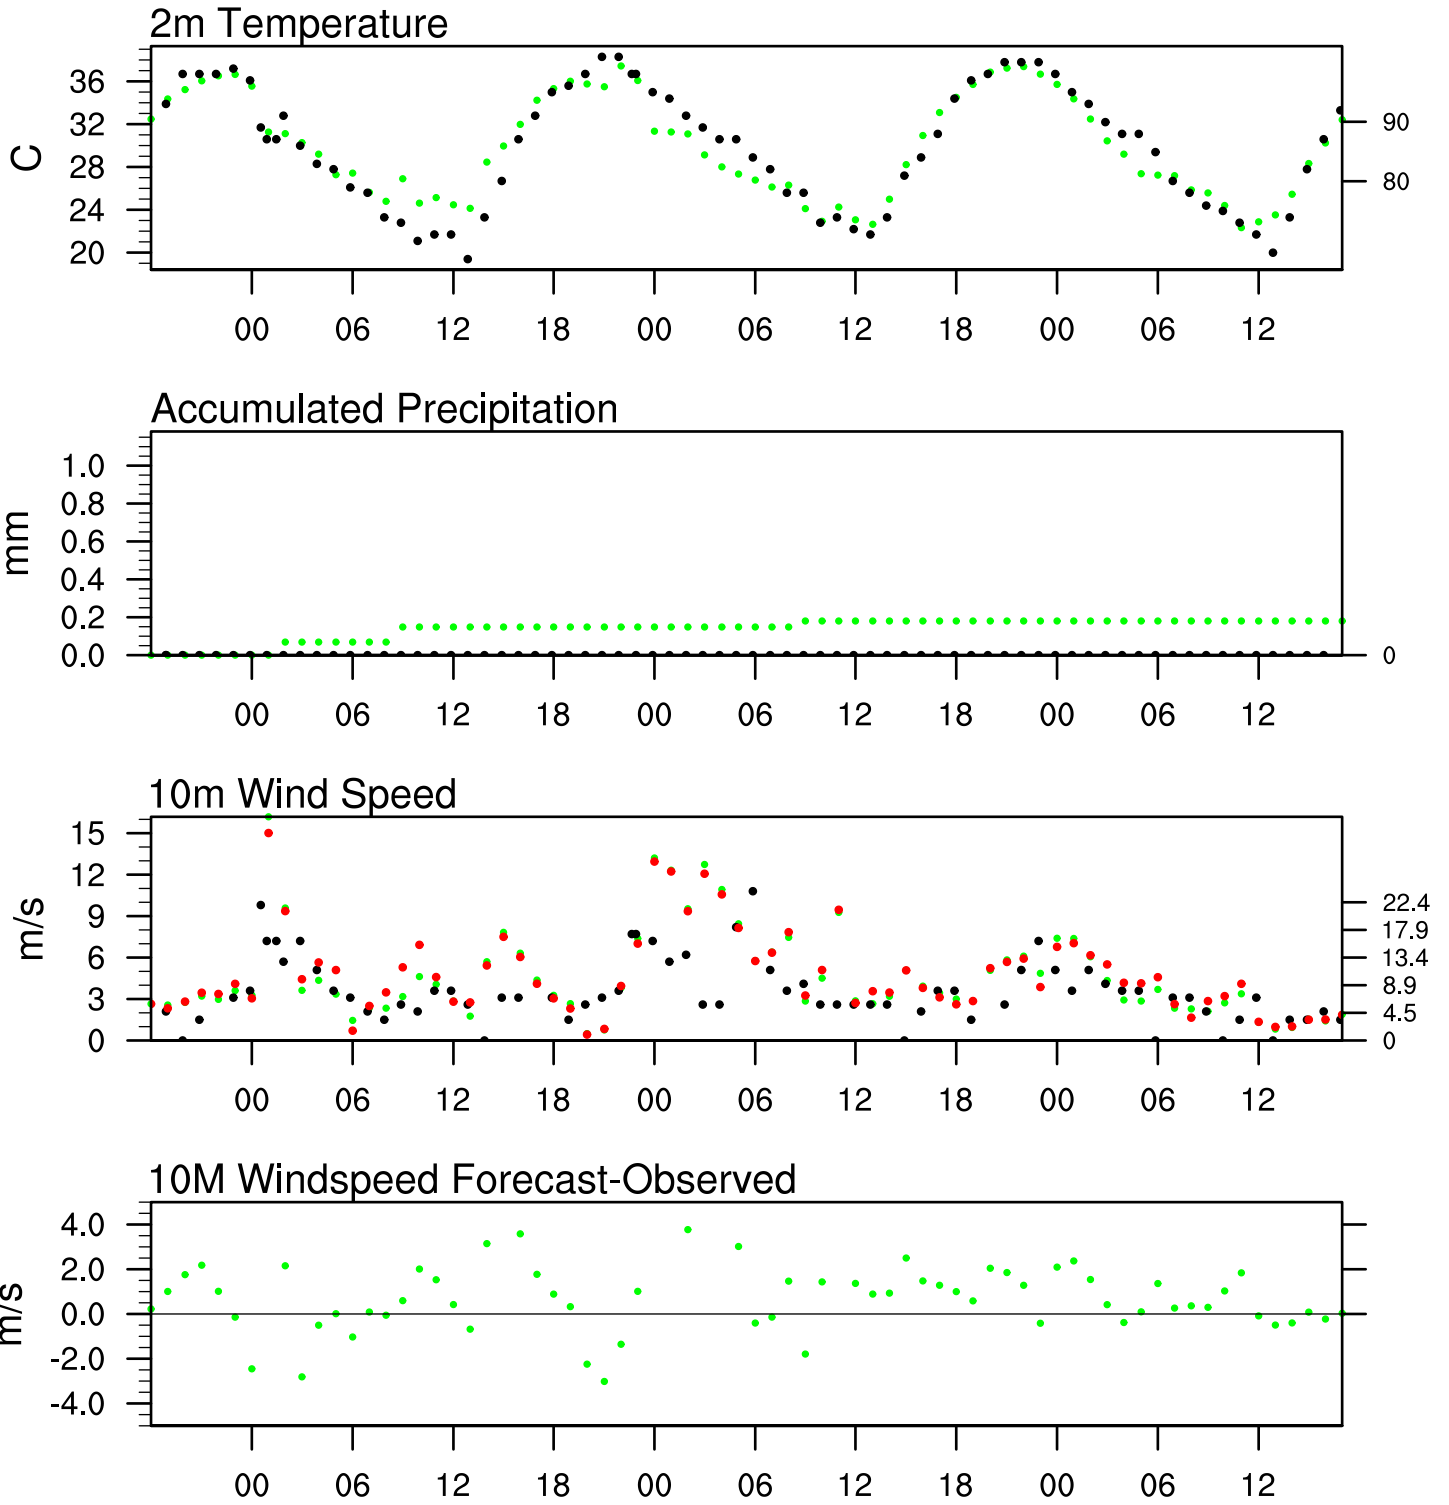 2m Temperature
36
32
28
24
20
C
90
80
00 06 12 18 00 06 12 18 00 06 12
Accumulated Precipitation
1.0
0.8
0.6
0.4
0.2
0.0
mm
0
00 06 12 18 00 06 12 18 00 06 12
10m Wind Speed
15
12
9
6
3
0
m/s
22.4
17.9
13.4
8.9
4.5
0
00 06 12 18 00 06 12 18 00 06 12
10M Windspeed Forecast-Observed
4.0
2.0
0.0
-2.0
-4.0
m/s
00 06 12 18 00 06 12 18 00 06 12